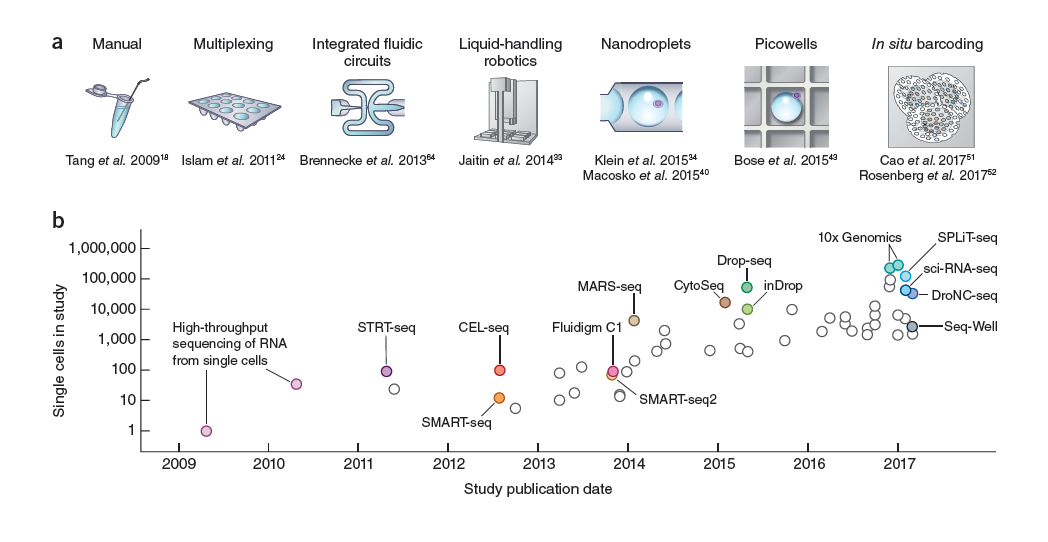 a
Manual
Multiplexing
Integrated fluidic
circuits
Liquid-handling
robotics
Nanodroplets
Picowells
In situ barcoding
Tang et al. 2009¹⁸
Islam et al. 2011²⁴
Brennecke et al. 2013⁶⁴
Jaitin et al. 2014³³
Klein et al. 2015³⁴
Macosko et al. 2015⁴⁰
Bose et al. 2015⁴³
Cao et al. 2017⁵¹
Rosenberg et al. 2017⁵²
b
Single cells in study
1,000,000
100,000
10,000
1,000
100
10
1
High-throughput
sequencing of RNA
from single cells
STRT-seq
CEL-seq
SMART-seq
Fluidigm C1
SMART-seq2
MARS-seq
CytoSeq
Drop-seq
inDrop
10x Genomics
SPLiT-seq
sci-RNA-seq
DroNC-seq
Seq-Well
2009
2010
2011
2012
2013
2014
2015
2016
2017
Study publication date